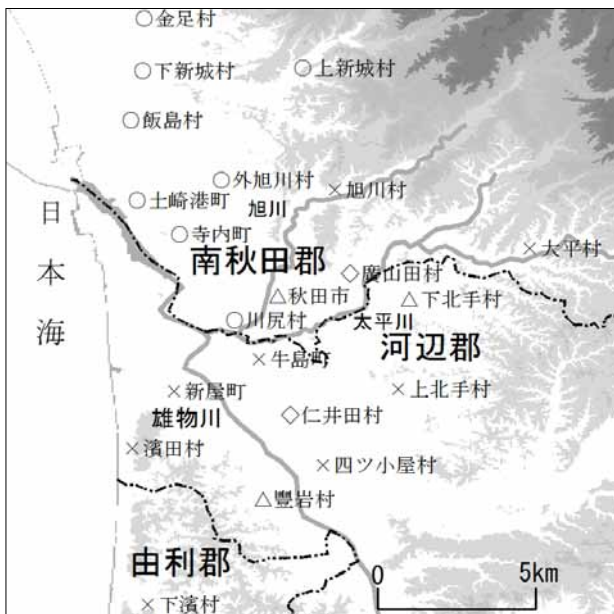 ○金足村
○下新城村
○上新城村
○飯島村
○外旭川村
×旭川村
○土崎港町
旭川
日本海
○寺内町
×大平村
南秋田郡
◇廣山田村
△秋田市
△下北手村
○川尻村
太平川
河辺郡
×牛島町
×新屋町
×上北手村
雄物川
◇仁井田村
×濱田村
×四ツ小屋村
△豐岩村
由利郡
0
5km
×下濱村